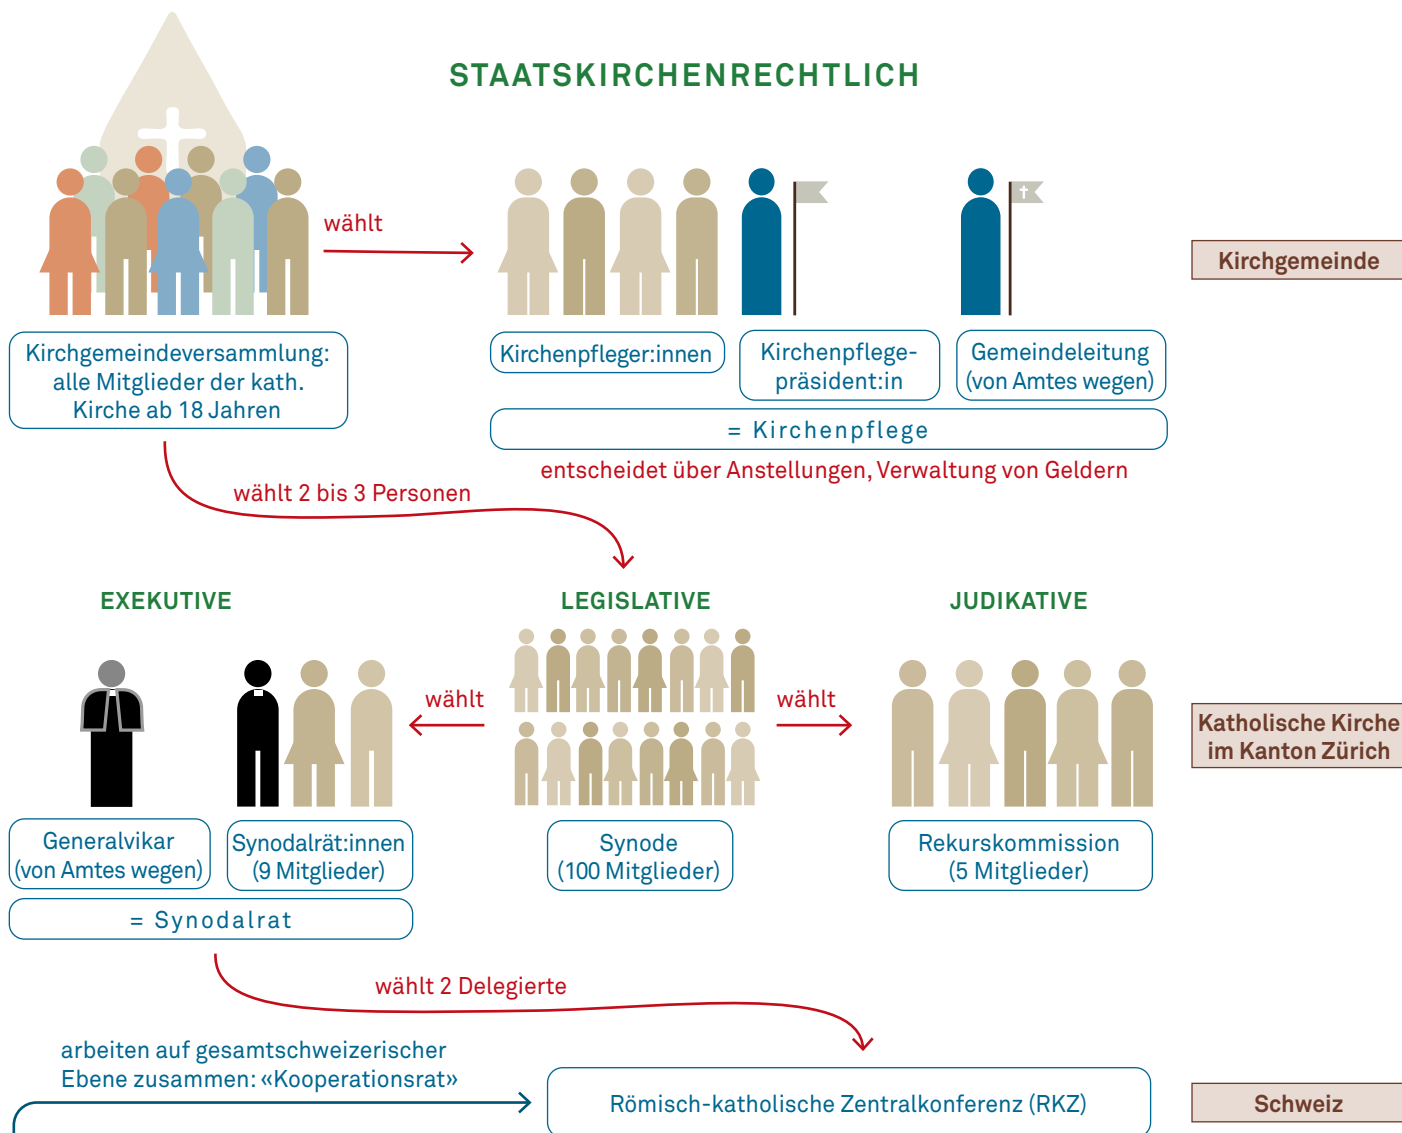 STAATSKIRCHENRECHTLICH
wählt
Kirchgemeinde
Kirchgemeindeversammlung:
alle Mitglieder der kath.
Kirche ab 18 Jahren
Kirchenpfleger:innen
Kirchenpflege-
präsident:in
Gemeindeleitung
(von Amtes wegen)
= Kirchenpflege
entscheidet über Anstellungen, Verwaltung von Geldern
wählt 2 bis 3 Personen
EXEKUTIVE
LEGISLATIVE
JUDIKATIVE
wählt
wählt
Katholische Kirche
im Kanton Zürich
Generalvikar
(von Amtes wegen)
Synodalrät:innen
(9 Mitglieder)
Synode
(100 Mitglieder)
Rekurskommission
(5 Mitglieder)
= Synodalrat
wählt 2 Delegierte
arbeiten auf gesamtschweizerischer
Ebene zusammen: «Kooperationsrat»
Römisch-katholische Zentralkonferenz (RKZ)
Schweiz